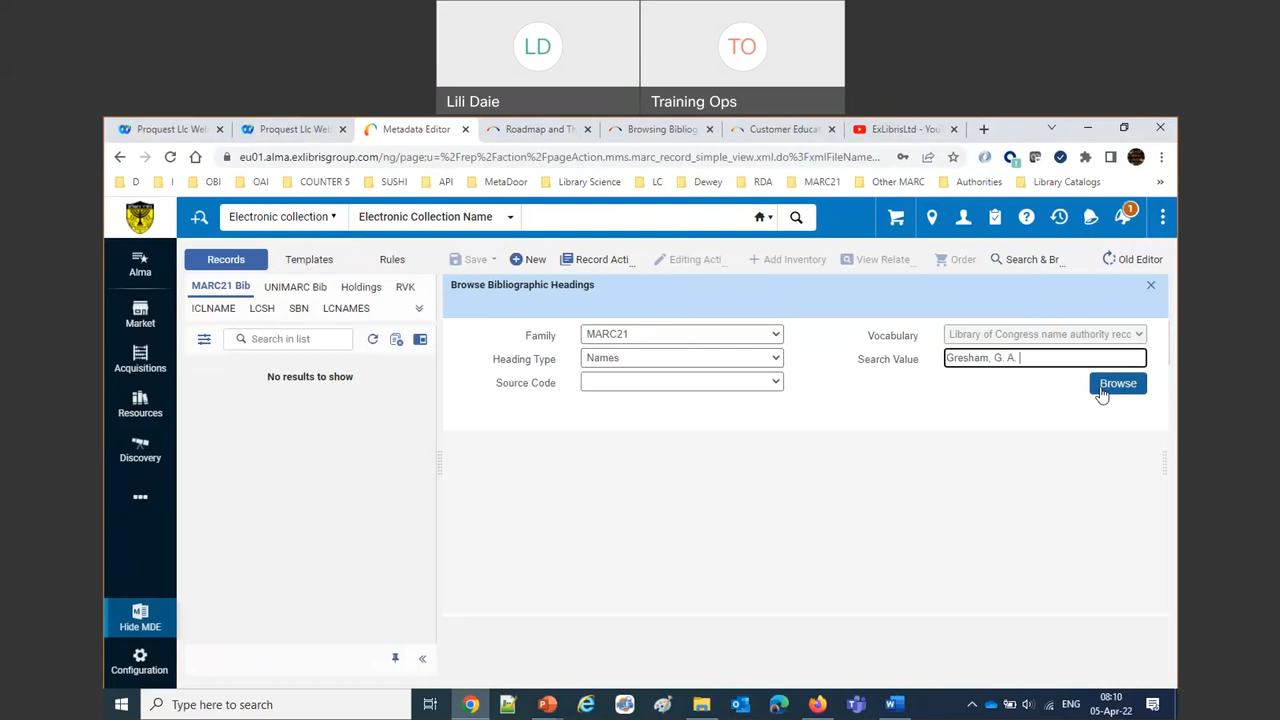 LD
TO
Lili Daie
Training Ops
Proquest Llc Web
Proquest Llc Web
Metadata Editor
Roadmap and Th
Browsing Bibliog
Customer Educa
ExLibrisLtd - You
eu01.alma.exlibrisgroup.com/ng/page:u=%2Frep%2Faction%2FpageAction.mms.marc_record_simple_view.xml.do%3FxmlFileName...
D
I
OBI
OAI
COUNTER 5
SUSHI
API
MetaDoor
Library Science
LC
Dewey
RDA
MARC21
Other MARC
Authorities
Library Catalogs
»
Electronic collection
Electronic Collection Name
1
Alma
Market
Acquisitions
Resources
Discovery
Hide MDE
Configuration
Records
Templates
Rules
Save
New
Record Acti..
Editing Acti..
Add Inventory
View Relate..
Order
Search & Br..
Old Editor
MARC21 Bib
UNIMARC Bib
Holdings
RVK
ICLNAME
LCSH
SBN
LCNAMES
Search in list
No results to show
Browse Bibliographic Headings
Family
MARC21
Vocabulary
Library of Congress name authority reco
Heading Type
Names
Search Value
Gresham, G. A.
Source Code
Browse
Type here to search
ENG
08:10
05-Apr-22